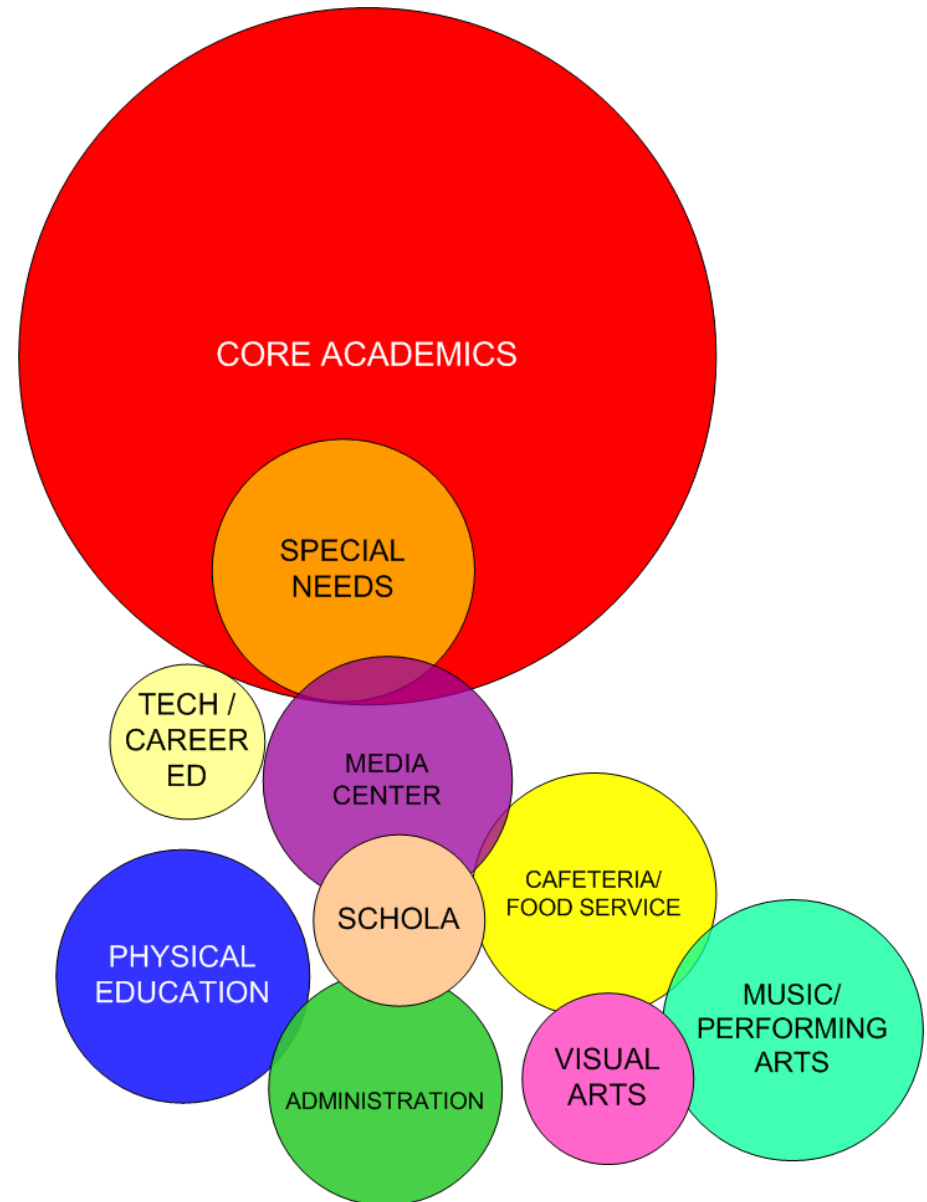 CORE ACADEMICS
SPECIAL
NEEDS
TECH /
CAREER
ED
MEDIA
CENTER
CAFETERIA/
FOOD SERVICE
SCHOLA
PHYSICAL
EDUCATION
MUSIC/
PERFORMING
ARTS
VISUAL
ARTS
ADMINISTRATION